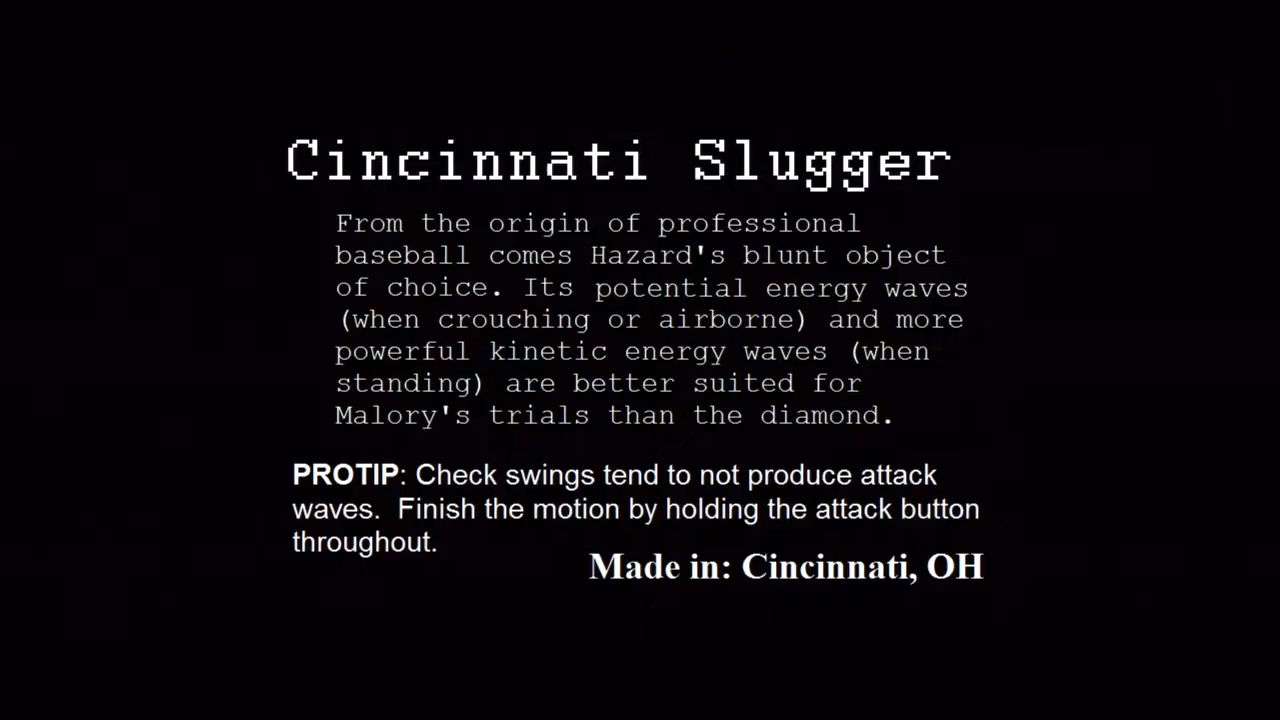 Cincinnati Slugger
From the origin of professional
baseball comes Hazard's blunt object
of choice. Its potential energy waves
(when crouching or airborne) and more
powerful kinetic energy waves (when
standing) are better suited for
Malory's trials than the diamond.
PROTIP: Check swings tend to not produce attack
waves.  Finish the motion by holding the attack button
throughout.
Made in: Cincinnati, OH